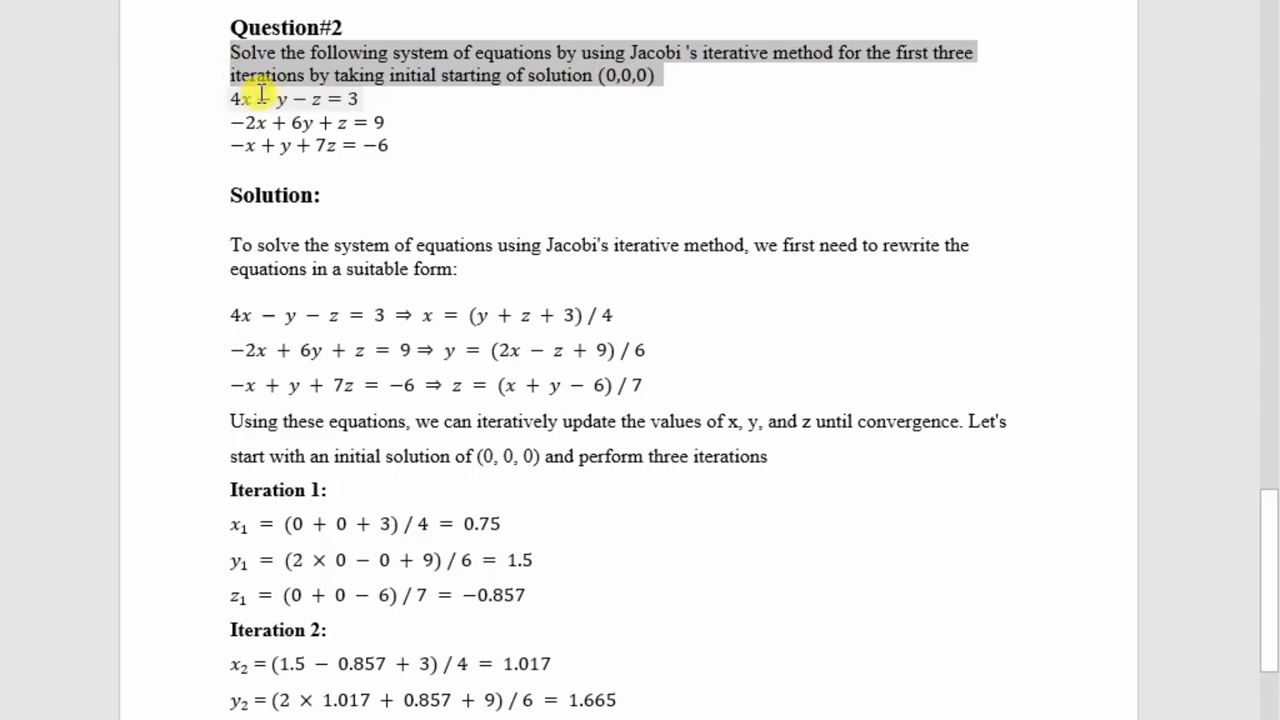 Question#2
Solve the following system of equations by using Jacobi 's iterative method for the first three
iterations by taking initial starting of solution (0,0,0)
4x − y − z = 3
−2x + 6y + z = 9
−x + y + 7z = −6
Solution:
To solve the system of equations using Jacobi's iterative method, we first need to rewrite the
equations in a suitable form:
4x − y − z = 3 ⇒ x = (y + z + 3)/4
−2x + 6y + z = 9⇒ y = (2x − z + 9)/6
−x + y + 7z = −6 ⇒ z = (x + y − 6)/7
Using these equations, we can iteratively update the values of x, y, and z until convergence. Let's
start with an initial solution of (0, 0, 0) and perform three iterations
Iteration 1:
x₁ = (0 + 0 + 3)/4 = 0.75
y₁ = (2 × 0 − 0 + 9)/6 = 1.5
z₁ = (0 + 0 − 6)/7 = −0.857
Iteration 2:
x₂ = (1.5 − 0.857 + 3)/4 = 1.017
y₂ = (2 × 1.017 + 0.857 + 9)/6 = 1.665